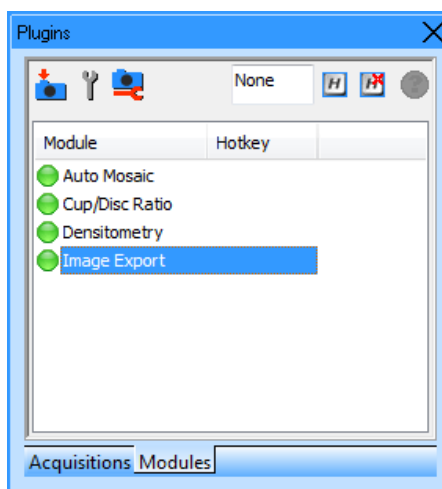 Plugins
None
H H ?
Module Hotkey
Auto Mosaic
Cup/Disc Ratio
Densitometry
Image Export
Acquisitions Modules